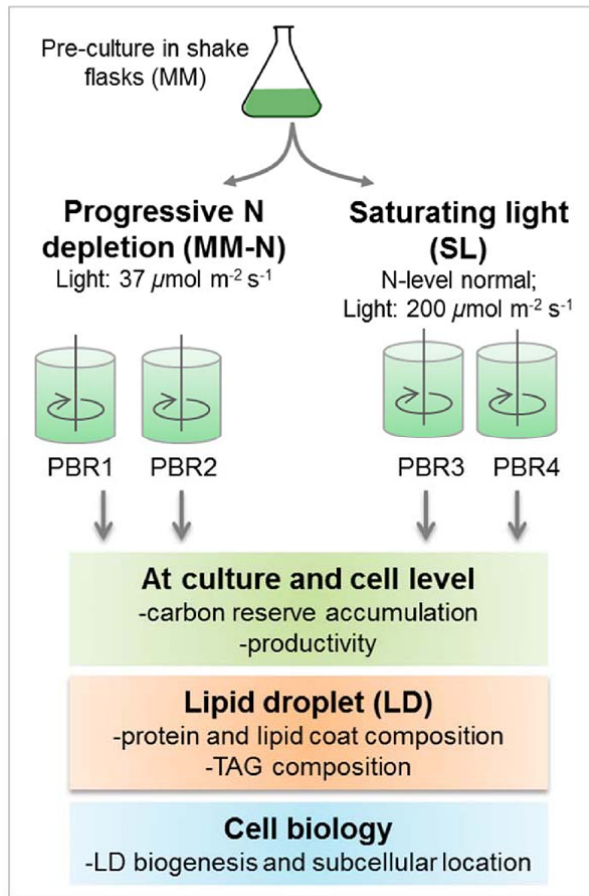 Pre-culture in shake
flasks (MM)
Progressive N
depletion (MM-N)
Light: 37 µmol m⁻² s⁻¹
Saturating light
(SL)
N-level normal;
Light: 200 µmol m⁻² s⁻¹
PBR1
PBR2
PBR3
PBR4
At culture and cell level
-carbon reserve accumulation
-productivity
Lipid droplet (LD)
-protein and lipid coat composition
-TAG composition
Cell biology
-LD biogenesis and subcellular location